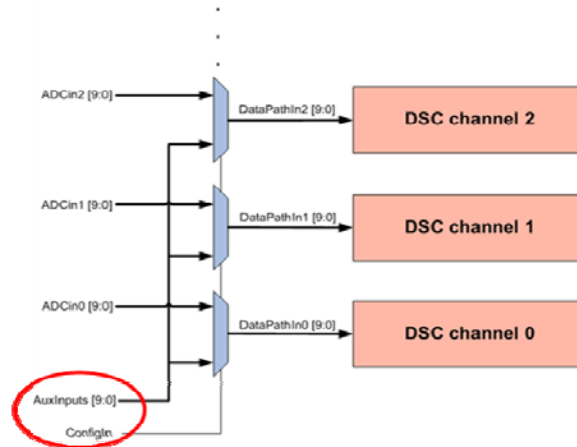 ADCin2 [9:0]
DataPathIn2 [9:0]
DSC channel 2
ADCin1 [9:0]
DataPathIn1 [9:0]
DSC channel 1
ADCin0 [9:0]
DataPathIn0 [9:0]
DSC channel 0
AuxInputs [9:0]
ConfigIn